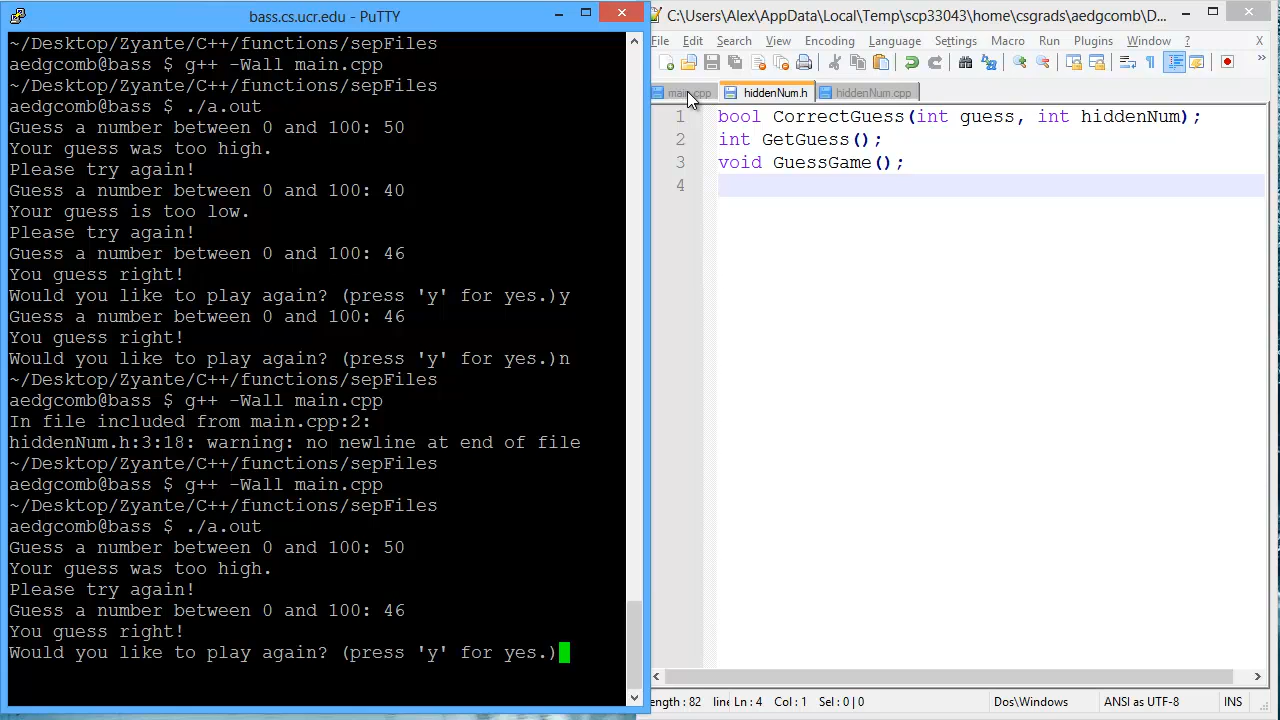 bass.cs.ucr.edu - PuTTY
~/Desktop/Zyante/C++/functions/sepFiles
aedgcomb@bass $ g++ -Wall main.cpp
~/Desktop/Zyante/C++/functions/sepFiles
aedgcomb@bass $ ./a.out
Guess a number between 0 and 100: 50
Your guess was too high.
Please try again!
Guess a number between 0 and 100: 40
Your guess is too low.
Please try again!
Guess a number between 0 and 100: 46
You guess right!
Would you like to play again? (press 'y' for yes.)y
Guess a number between 0 and 100: 46
You guess right!
Would you like to play again? (press 'y' for yes.)n
~/Desktop/Zyante/C++/functions/sepFiles
aedgcomb@bass $ g++ -Wall main.cpp
In file included from main.cpp:2:
hiddenNum.h:3:18: warning: no newline at end of file
~/Desktop/Zyante/C++/functions/sepFiles
aedgcomb@bass $ g++ -Wall main.cpp
~/Desktop/Zyante/C++/functions/sepFiles
aedgcomb@bass $ ./a.out
Guess a number between 0 and 100: 50
Your guess was too high.
Please try again!
Guess a number between 0 and 100: 46
You guess right!
Would you like to play again? (press 'y' for yes.)
C:\Users\Alex\AppData\Local\Temp\scp33043\home\csgrads\aedgcomb\D...
File Edit Search View Encoding Language Settings Macro Run Plugins Window ? X
main.cpp hiddenNum.h hiddenNum.cpp
1 bool CorrectGuess(int guess, int hiddenNum);
2 int GetGuess();
3 void GuessGame();
4
length: 82 line Ln: 4 Col: 1 Sel: 0 | 0 Dos\Windows ANSI as UTF-8 INS